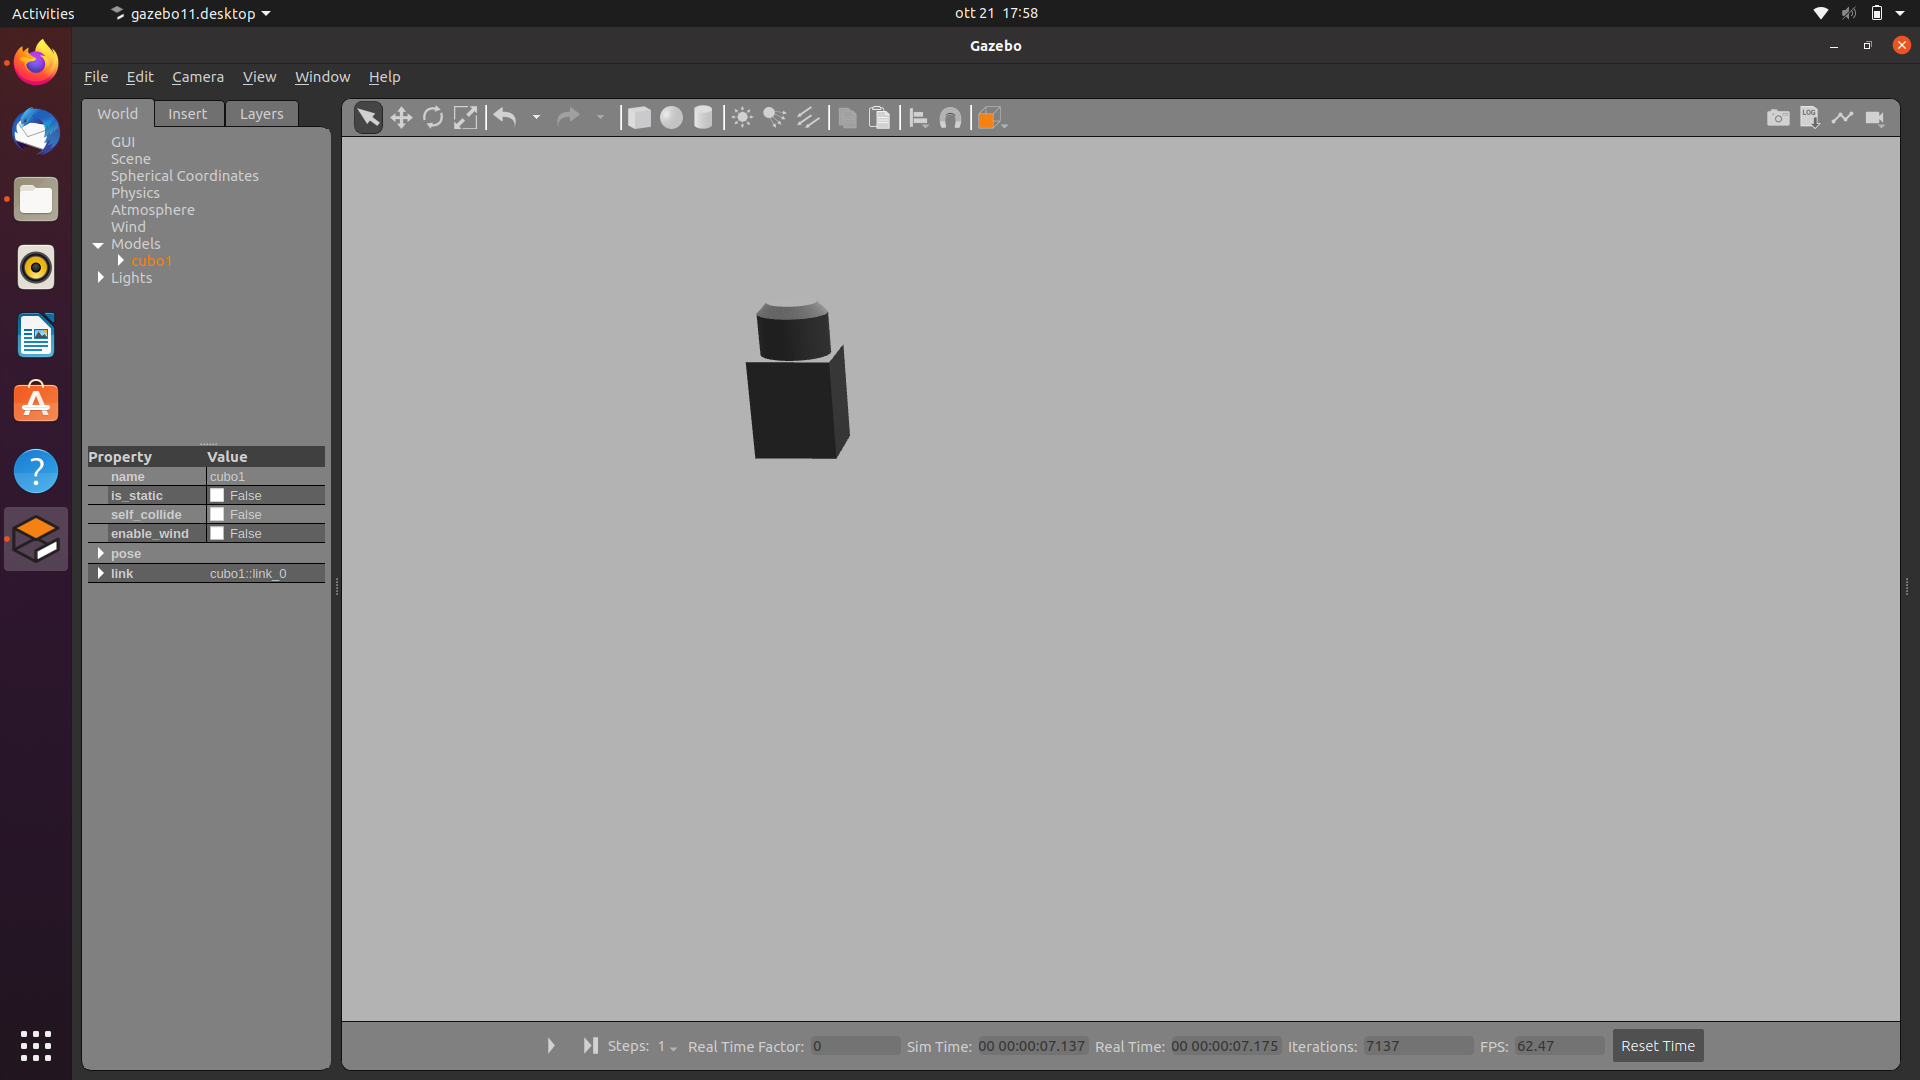 Activities gazebo11.desktop ott 21 17:58
Gazebo
File Edit Camera View Window Help
World Insert Layers
LOG
GUI
Scene
Spherical Coordinates
Physics
Atmosphere
Wind
Models
cubo1
Lights
Property Value
name cubo1
is_static False
self_collide False
enable_wind False
pose
link cubo1::link_0
Steps: 1 Real Time Factor: 0 Sim Time: 00 00:00:07.137 Real Time: 00 00:00:07.175 Iterations: 7137 FPS: 62.47 Reset Time